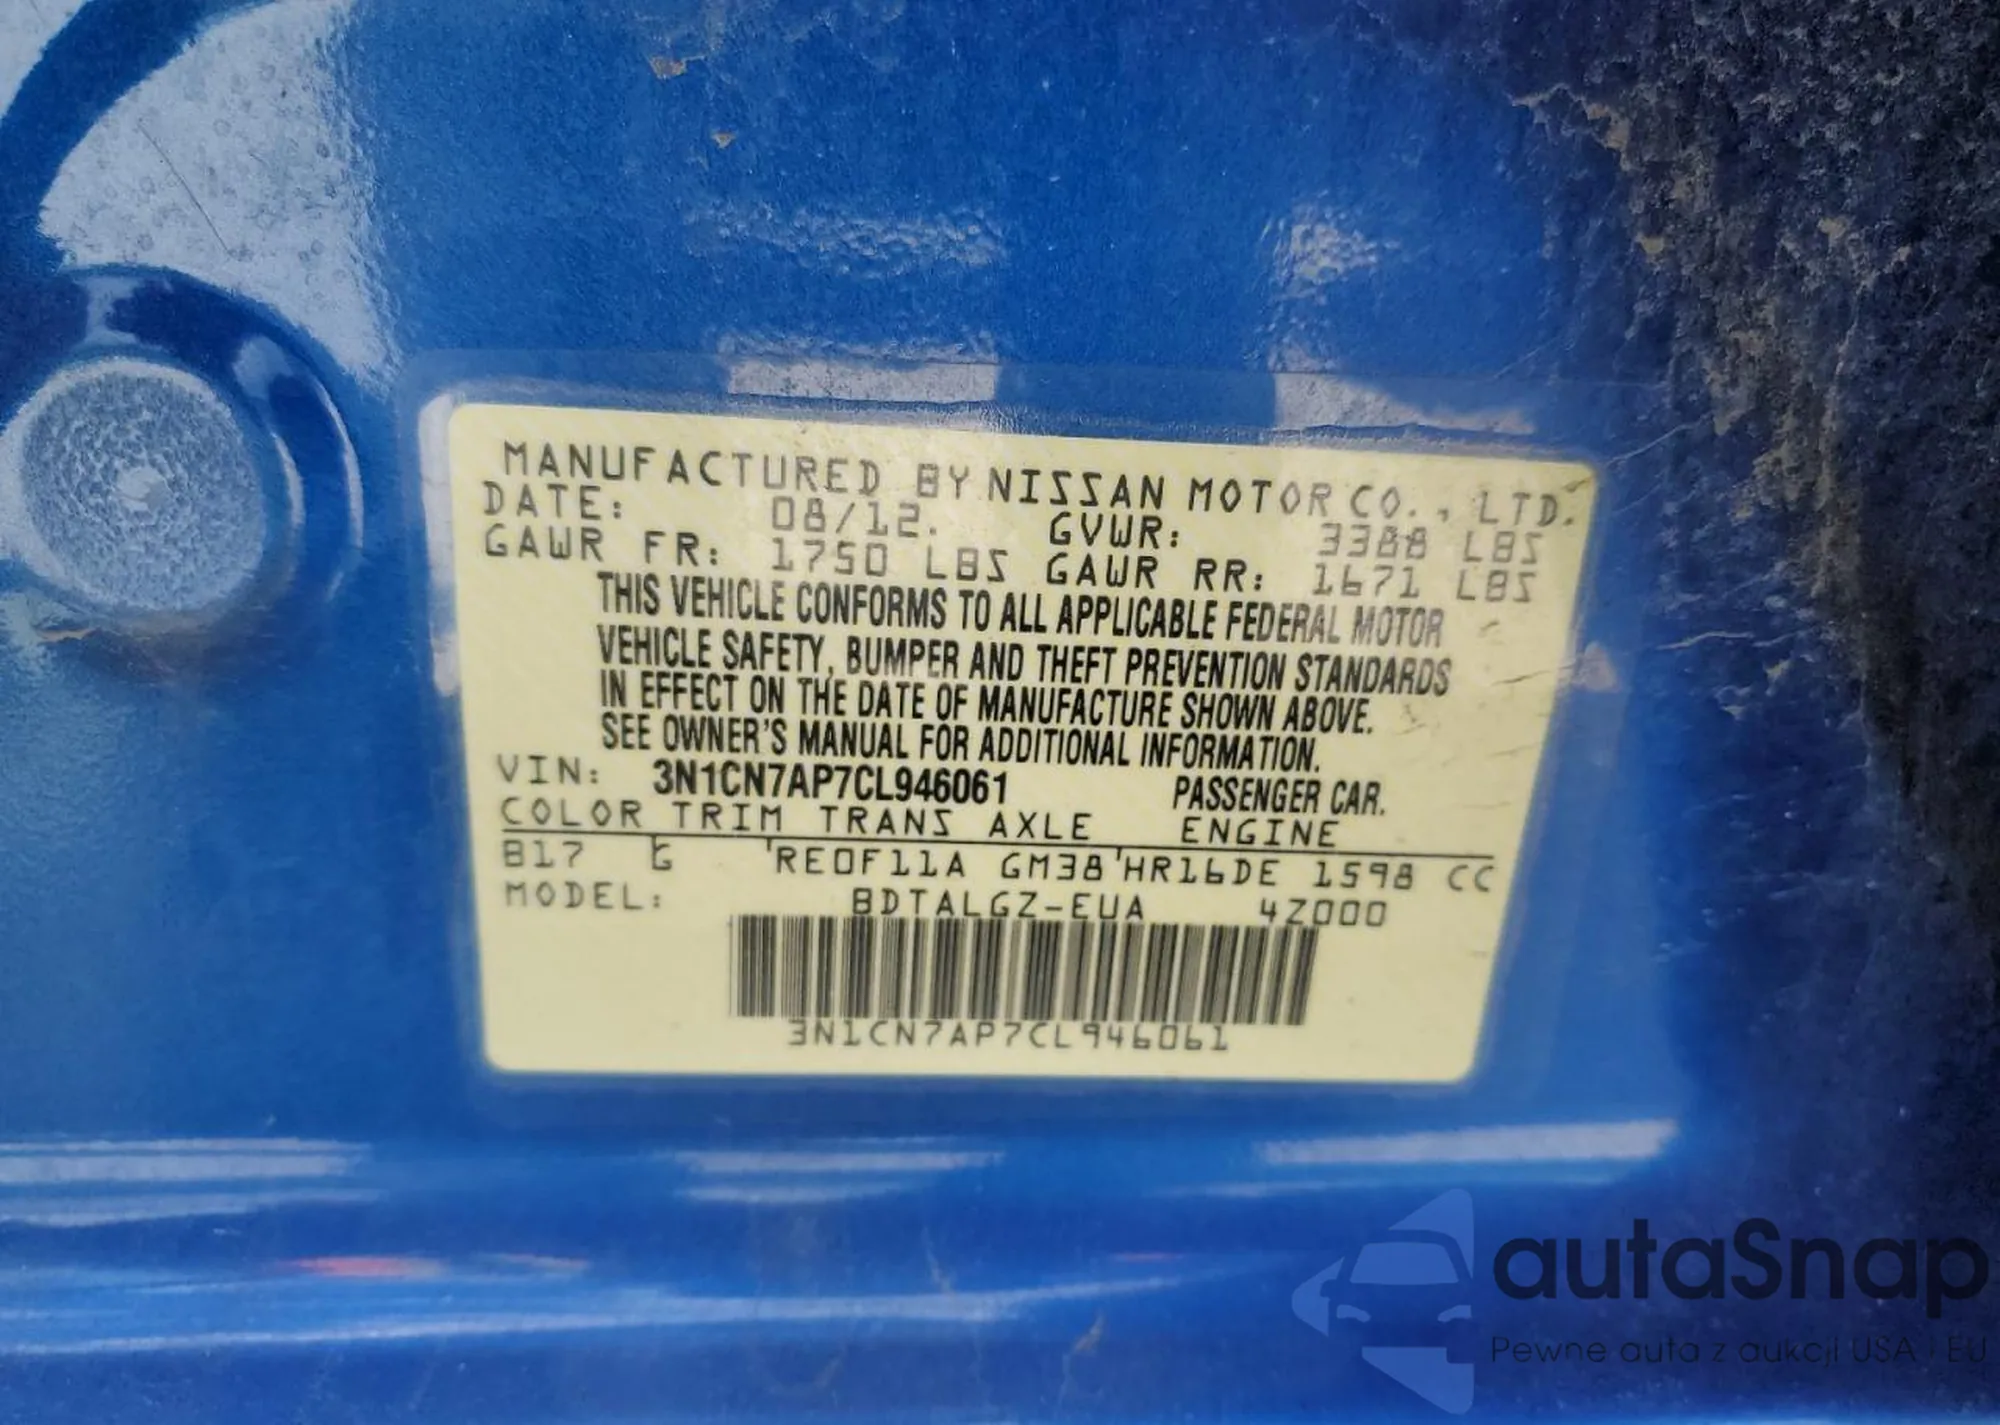 MANUFACTURED BY NISSAN MOTOR CO., LTD.
DATE: 08/12. GVWR: 3388 LBS
GAWR FR: 1750 LBS GAWR RR: 1671 LBS
THIS VEHICLE CONFORMS TO ALL APPLICABLE FEDERAL MOTOR
VEHICLE SAFETY, BUMPER AND THEFT PREVENTION STANDARDS
IN EFFECT ON THE DATE OF MANUFACTURE SHOWN ABOVE.
SEE OWNER'S MANUAL FOR ADDITIONAL INFORMATION.
VIN: 3N1CN7AP7CL946061 PASSENGER CAR.
COLOR TRIM TRANS AXLE ENGINE
B17 G 'RE0F11A GM38'HR16DE 1598 CC
MODEL: BDTALGZ-EUA 4Z000
3N1CN7AP7CL946061
autaSnap
Pewne auta z aukcji USA i EU